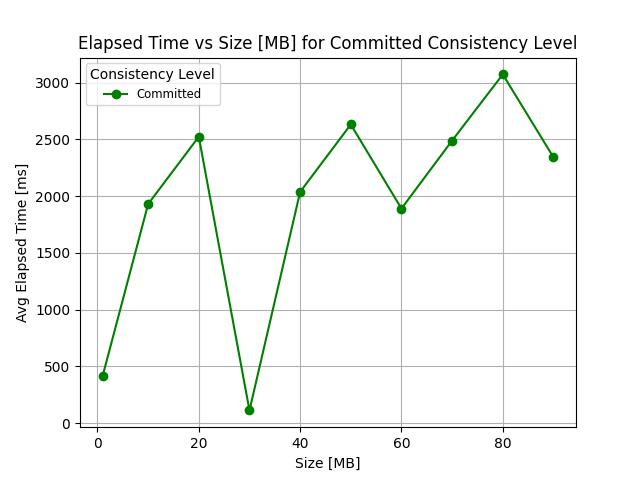 Elapsed Time vs Size [MB] for Committed Consistency Level
Consistency Level
Committed
3000
2500
2000
1500
1000
500
0
Avg Elapsed Time [ms]
0 20 40 60 80
Size [MB]